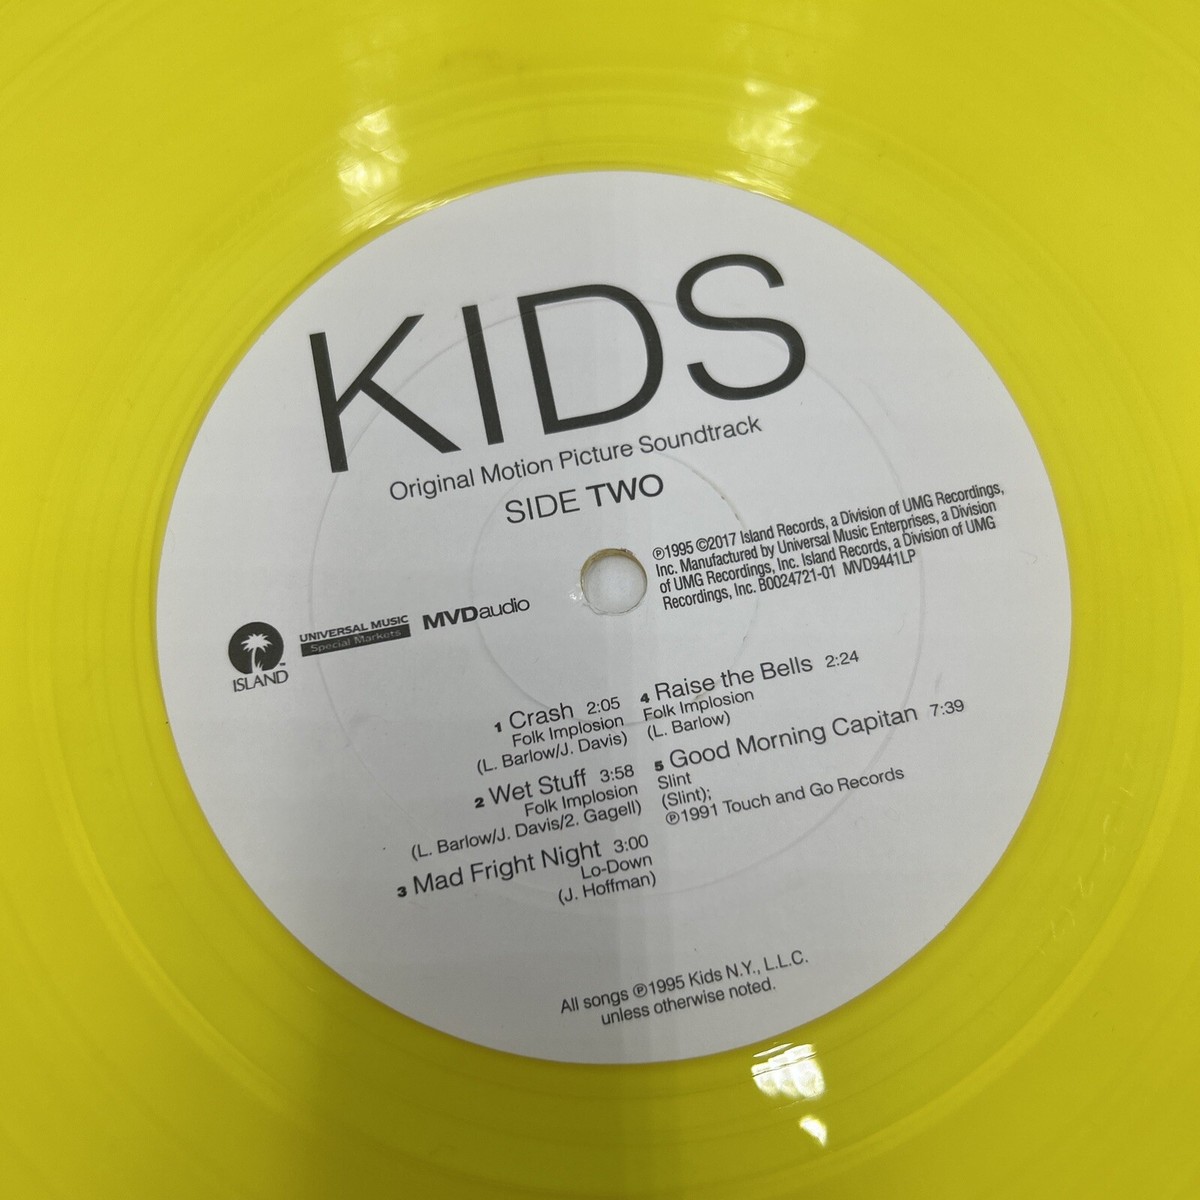 KIDS
Original Motion Picture Soundtrack
SIDE TWO
℗1995 ©2017 Island Records, a Division of UMG Recordings,
Inc. Manufactured by Universal Music Enterprises, a Division
of UMG Recordings, Inc. Island Records, a Division of UMG
Recordings, Inc. B0024721-01 MVD9441LP
ISLAND
™
UNIVERSAL MUSIC
Special Markets
MVDaudio
1 Crash 2:05
Folk Implosion
(L. Barlow/J. Davis)
2 Wet Stuff 3:58
Folk Implosion
(L. Barlow/J. Davis/2. Gagell)
3 Mad Fright Night 3:00
Lo-Down
(J. Hoffman)
4 Raise the Bells 2:24
Folk Implosion
(L. Barlow)
5 Good Morning Capitan 7:39
Slint
(Slint);
℗1991 Touch and Go Records
All songs ℗1995 Kids N.Y., L.L.C.
unless otherwise noted.